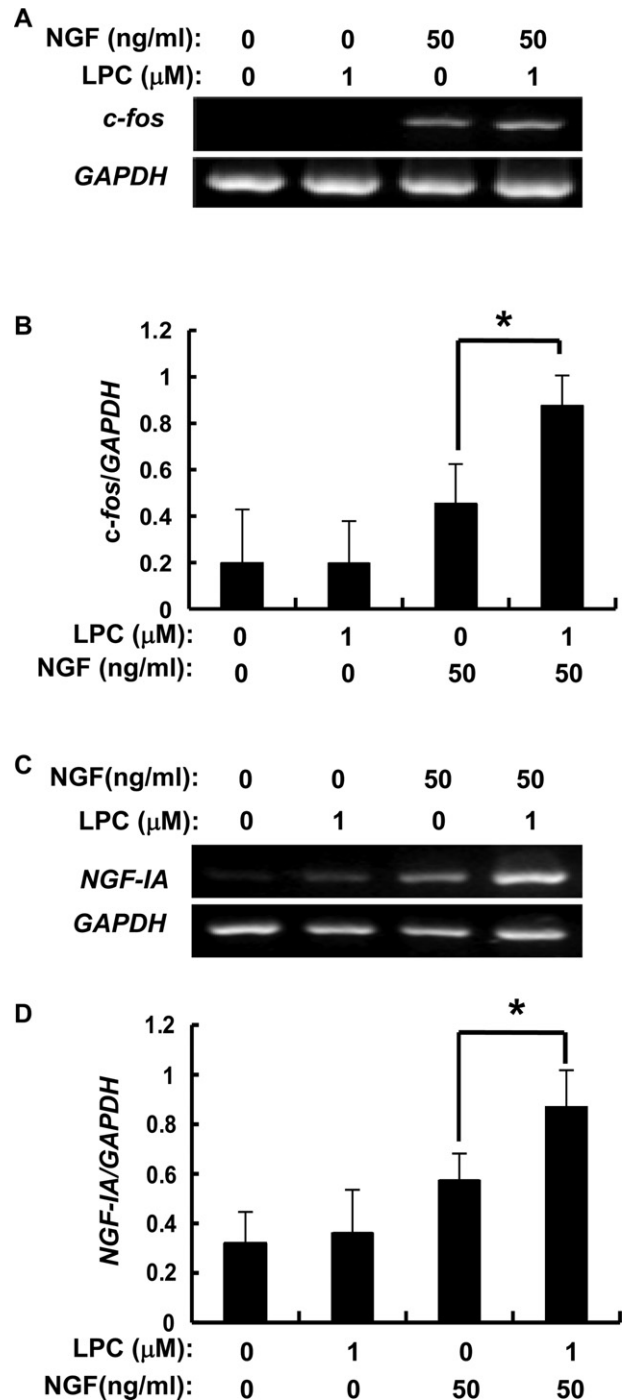 A
NGF (ng/ml): 0 0 50 50
LPC (μM): 0 1 0 1
c-fos
GAPDH
B
*
1.2
1
0.8
0.6
0.4
0.2
0
c-fos/GAPDH
LPC (μM): 0 1 0 1
NGF (ng/ml): 0 0 50 50
C
NGF(ng/ml): 0 0 50 50
LPC (μM): 0 1 0 1
NGF-IA
GAPDH
D
*
1.2
1
0.8
0.6
0.4
0.2
0
NGF-IA/GAPDH
LPC (μM): 0 1 0 1
NGF(ng/ml): 0 0 50 50